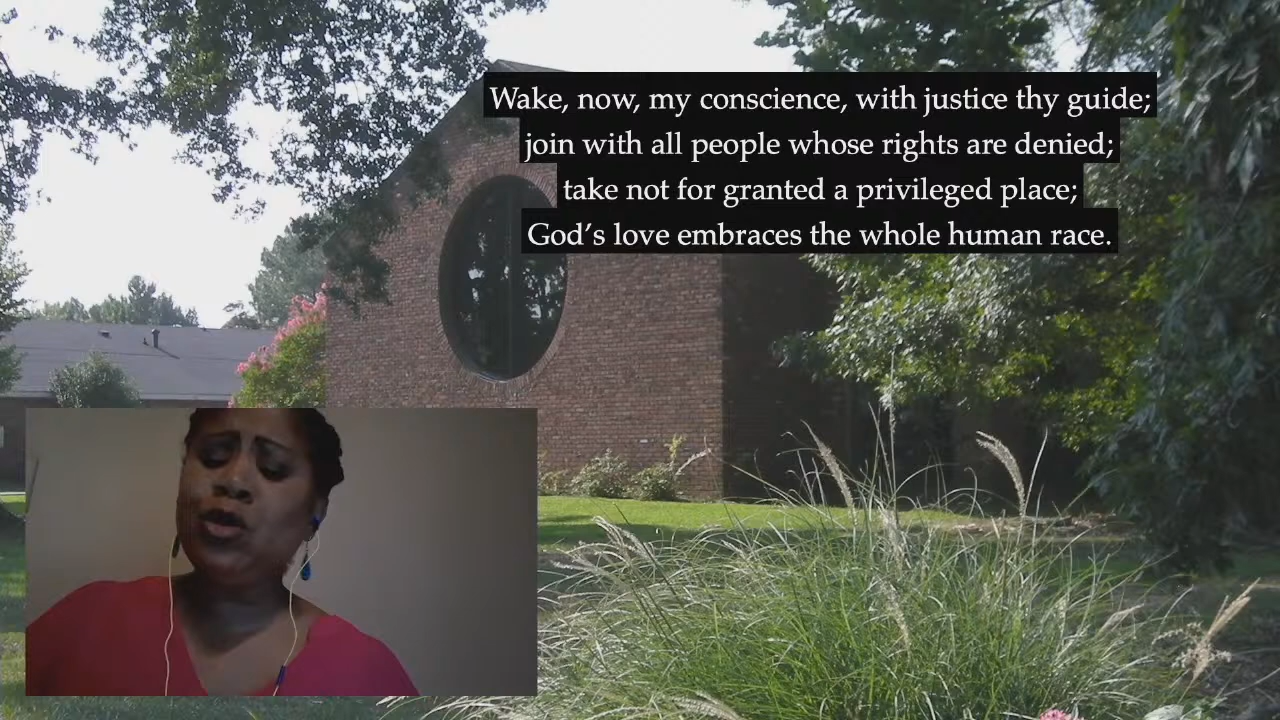 Wake, now, my conscience, with justice thy guide;
join with all people whose rights are denied;
take not for granted a privileged place;
God’s love embraces the whole human race.